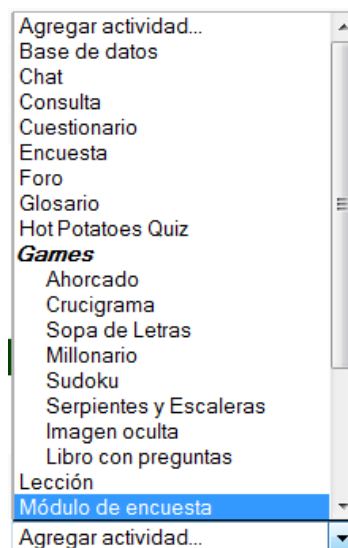 Agregar actividad...
Base de datos
Chat
Consulta
Cuestionario
Encuesta
Foro
Glosario
Hot Potatoes Quiz
Games
Ahorcado
Crucigrama
Sopa de Letras
Millonario
Sudoku
Serpientes y Escaleras
Imagen oculta
Libro con preguntas
Lección
Módulo de encuesta
Agregar actividad...